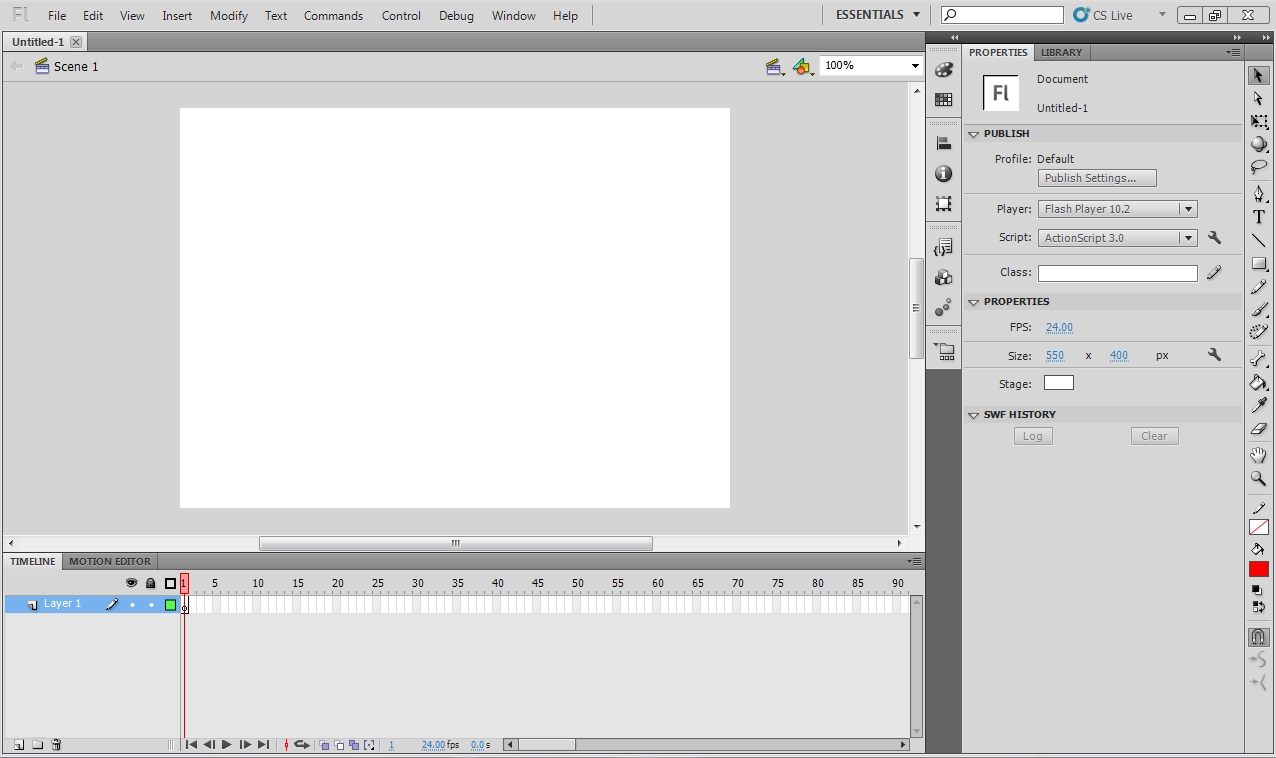 Fl File Edit View Insert Modify Text Commands Control Debug Window Help ESSENTIALS CS Live
Untitled-1
Scene 1 100%
PROPERTIES LIBRARY
Fl
Document
Untitled-1
PUBLISH
Profile: Default
Publish Settings...
Player: Flash Player 10.2
Script: ActionScript 3.0
Class:
PROPERTIES
FPS: 24.00
Size: 550 x 400 px
Stage:
SWF HISTORY
Log Clear
T
TIMELINE MOTION EDITOR
1 5 10 15 20 25 30 35 40 45 50 55 60 65 70 75 80 85 90
Layer 1
1 24.00 fps 0.0 s